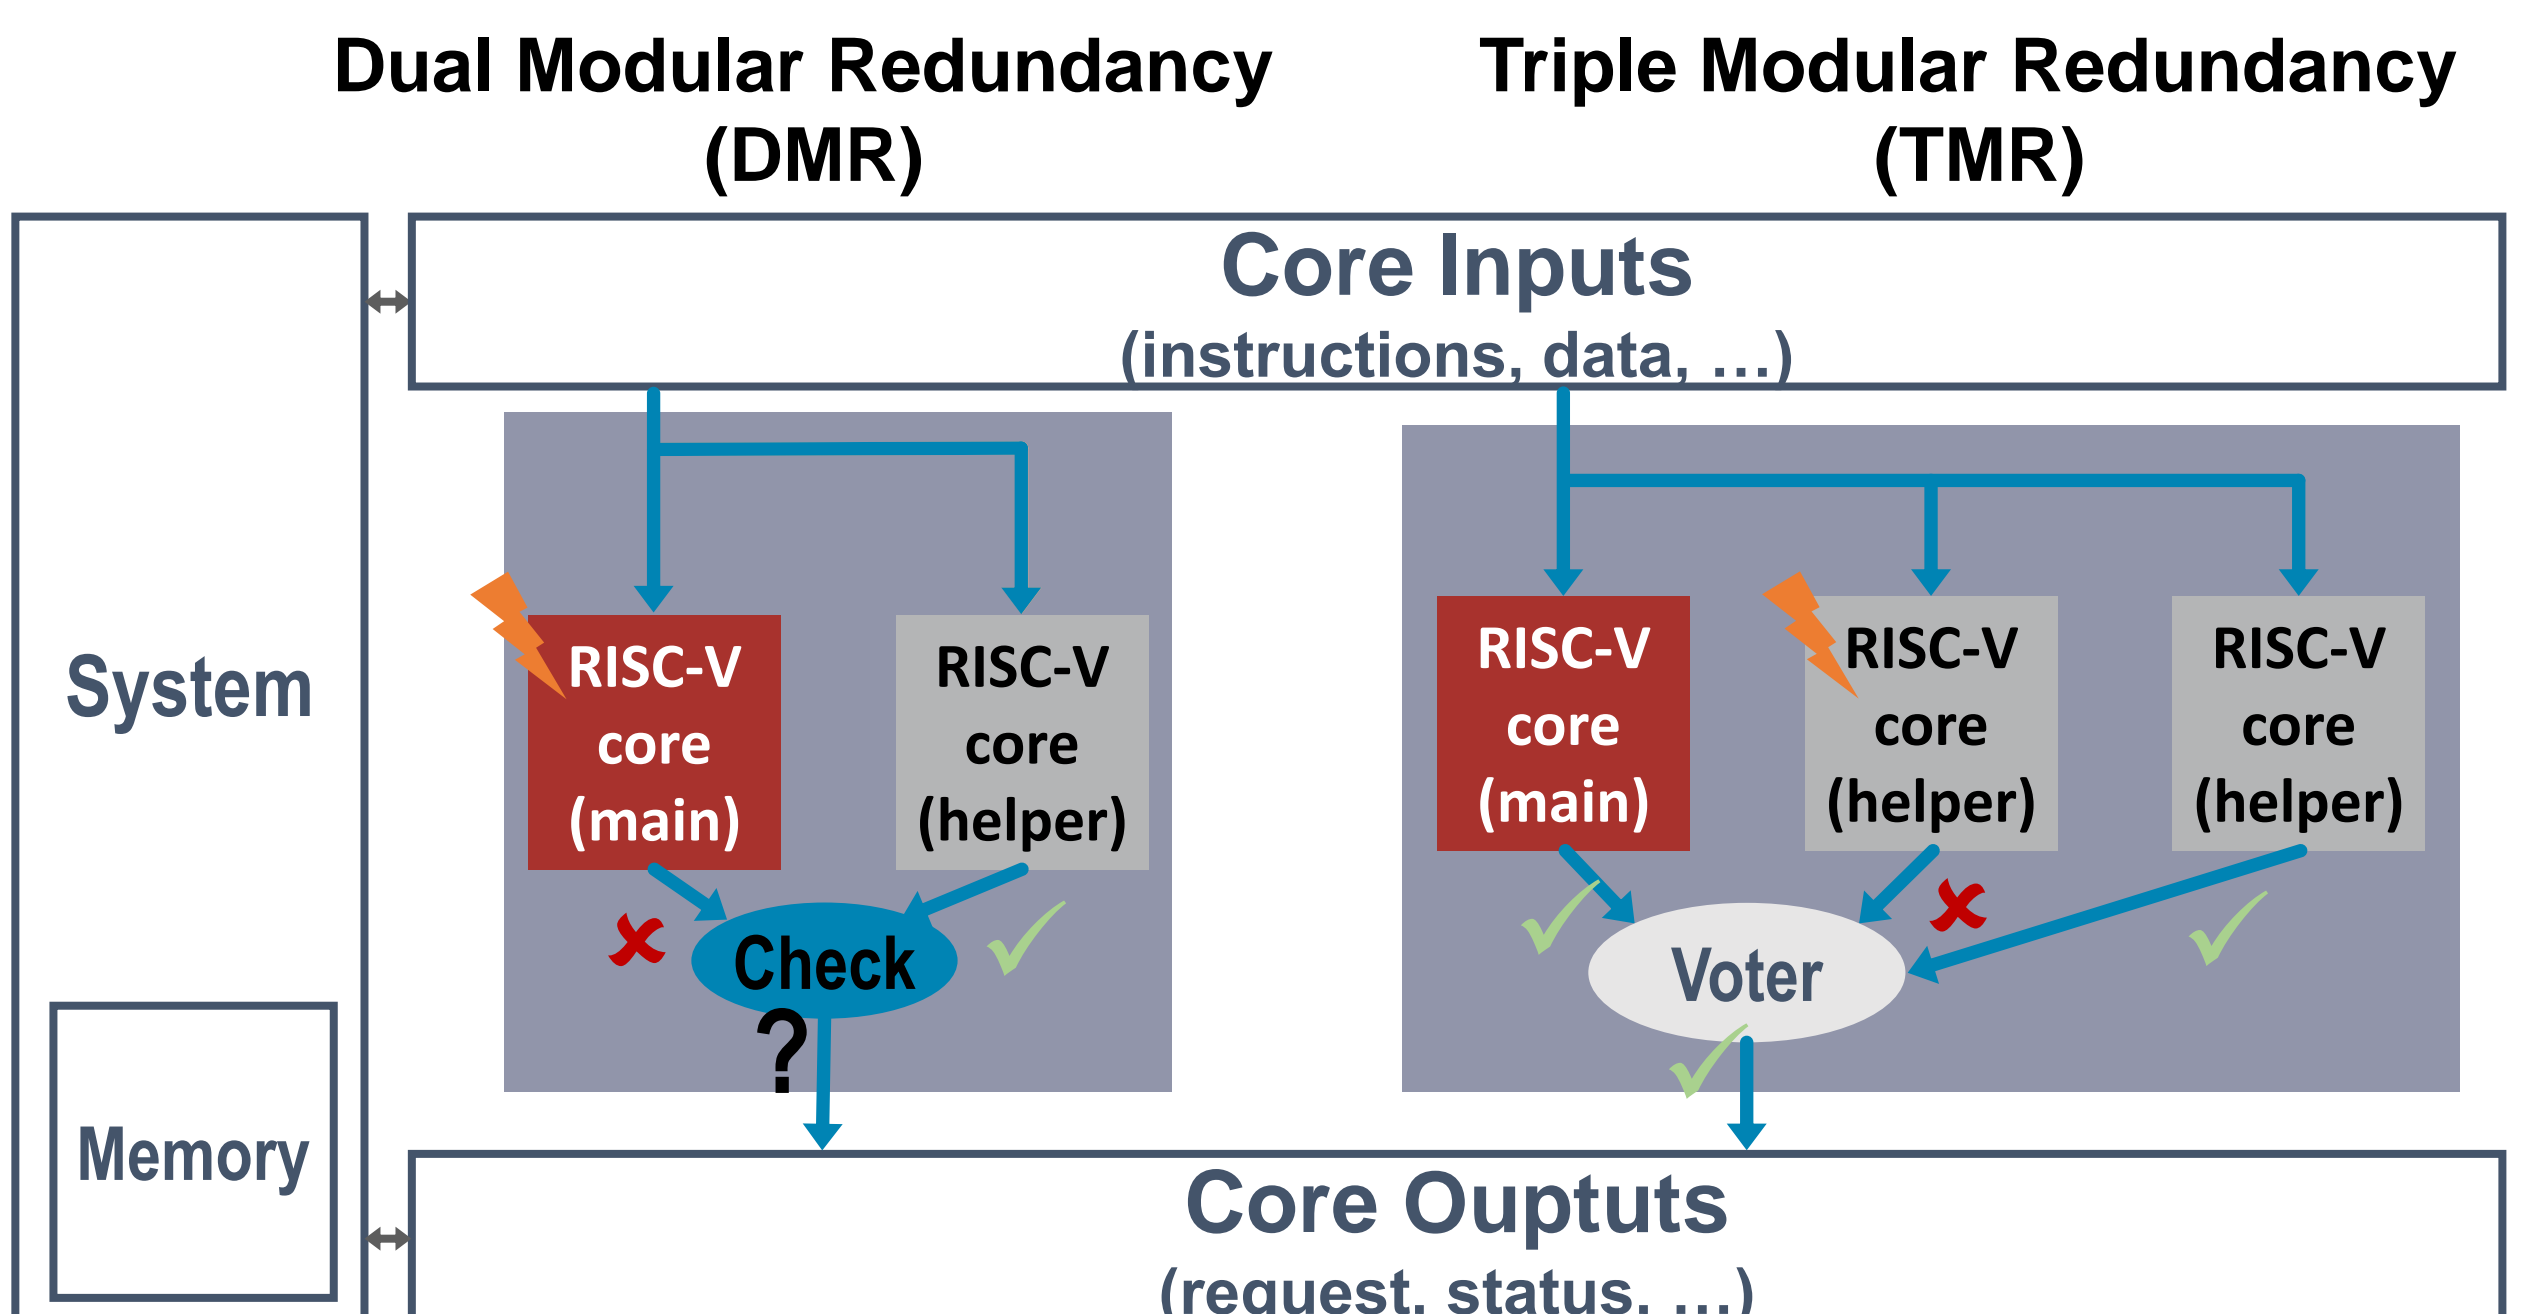 Dual Modular Redundancy
(DMR)
Triple Modular Redundancy
(TMR)
Core Inputs
(instructions, data, …)
System
RISC-V
core
(main)
RISC-V
core
(helper)
RISC-V
core
(main)
RISC-V
core
(helper)
RISC-V
core
(helper)
Check
?
Voter
Memory
Core Ouptuts
(request, status, …)